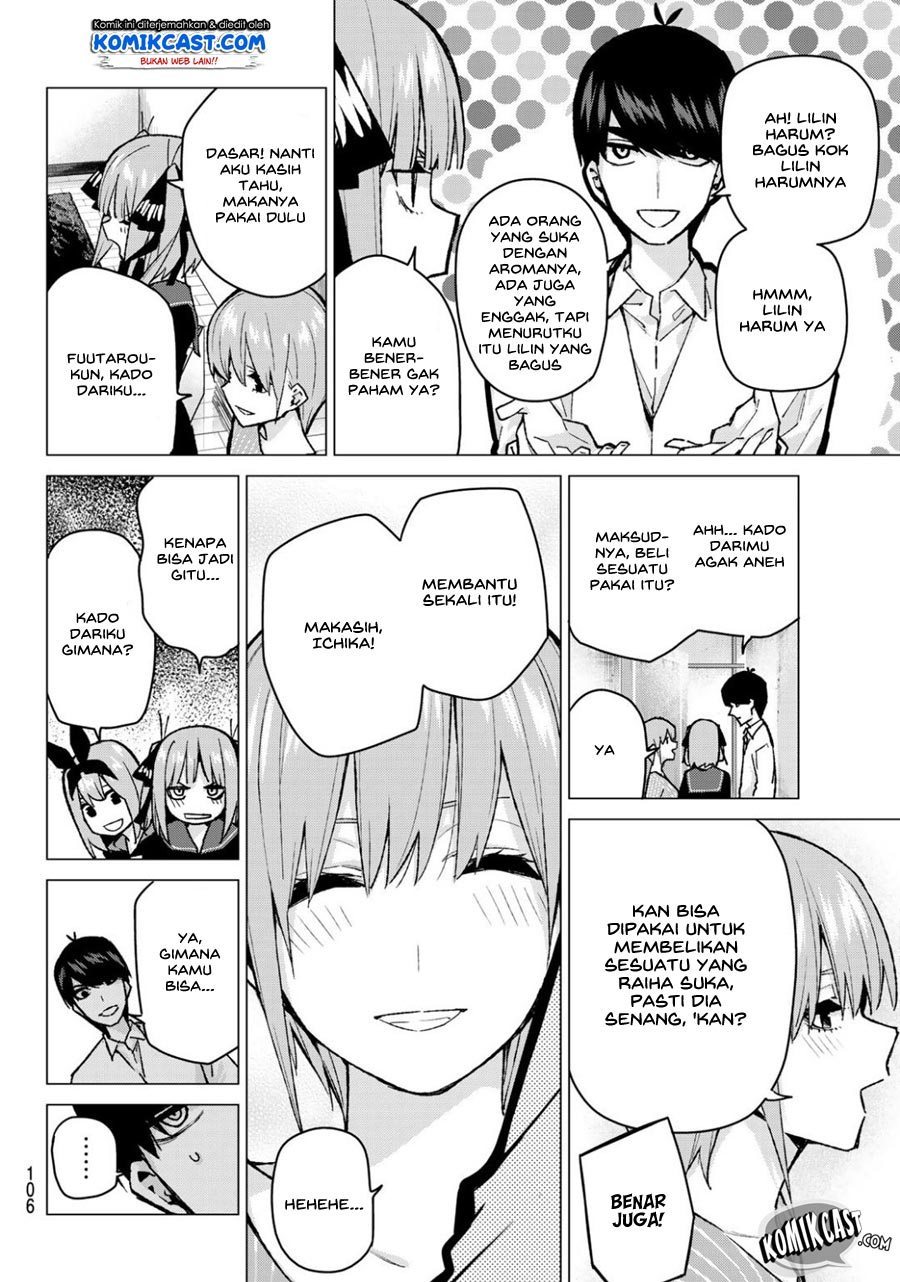 Komik ini diterjemahkan & diedit oleh
KOMIKCAST.COM
BUKAN WEB LAIN!!
AH! LILIN
HARUM?
BAGUS KOK
LILIN
HARUMNYA
HMMM,
LILIN
HARUM YA
ADA ORANG
YANG SUKA
DENGAN
AROMANYA,
ADA JUGA
YANG
ENGGAK, TAPI
MENURUTKU
ITU LILIN YANG
BAGUS
KAMU
BENER-
BENER GAK
PAHAM YA?
DASAR! NANTI
AKU KASIH
TAHU,
MAKANYA
PAKAI DULU
FUUTAROU-
KUN, KADO
DARIKU...
AHH... KADO
DARIMU
AGAK ANEH
MAKSUD-
NYA, BELI
SESUATU
PAKAI ITU?
YA
KAN BISA
DIPAKAI UNTUK
MEMBELIKAN
SESUATU YANG
RAIHA SUKA,
PASTI DIA
SENANG, 'KAN?
BENAR
JUGA!
MEMBANTU
SEKALI ITU!
MAKASIH,
ICHIKA!
HEHEHE...
KENAPA
BISA JADI
GITU...
KADO
DARIKU
GIMANA?
YA,
GIMANA
KAMU
BISA...
......
106
KOMIKCAST.COM